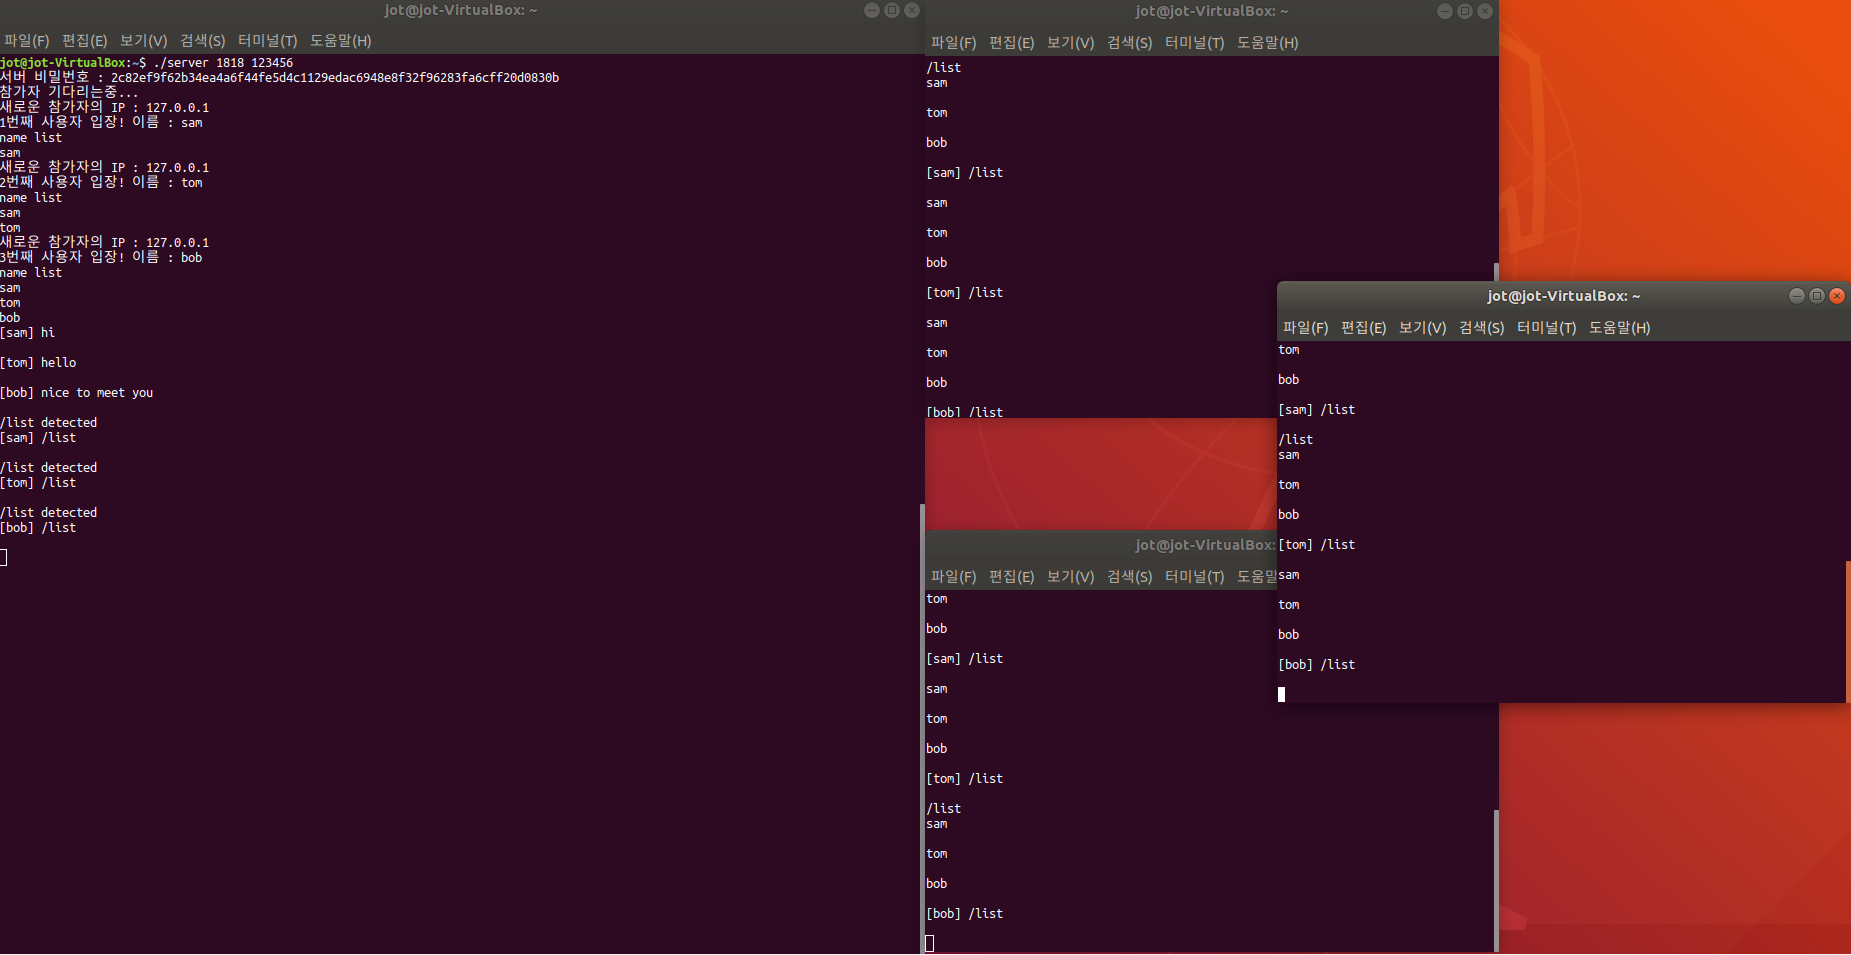 jot@jot-VirtualBox: ~
파일(F) 편집(E) 보기(V) 검색(S) 터미널(T) 도움말(H)
jot@jot-VirtualBox:~$ ./server 1818 123456
서버 비밀번호 : 2c82ef9f62b34ea4a6f44fe5d4c1129edac6948e8f32f96283fa6cff20d0830b
참가자 기다리는중...
새로운 참가자의 IP : 127.0.0.1
1번째 사용자 입장! 이름 : sam
name list
sam
새로운 참가자의 IP : 127.0.0.1
2번째 사용자 입장! 이름 : tom
name list
sam
tom
새로운 참가자의 IP : 127.0.0.1
3번째 사용자 입장! 이름 : bob
name list
sam
tom
bob
[sam] hi
[tom] hello
[bob] nice to meet you
/list detected
[sam] /list
/list detected
[tom] /list
/list detected
[bob] /list
jot@jot-VirtualBox: ~
파일(F) 편집(E) 보기(V) 검색(S) 터미널(T) 도움말(H)
/list
sam
tom
bob
[sam] /list
sam
tom
bob
[tom] /list
sam
tom
bob
[bob] /list
jot@jot-VirtualBox: ~
파일(F) 편집(E) 보기(V) 검색(S) 터미널(T) 도움말(H)
tom
bob
[sam] /list
/list
sam
tom
bob
[tom] /list
sam
tom
bob
[bob] /list
jot@jot-VirtualBox:
파일(F) 편집(E) 보기(V) 검색(S) 터미널(T) 도움말
tom
bob
[sam] /list
sam
tom
bob
[tom] /list
/list
sam
tom
bob
[bob] /list